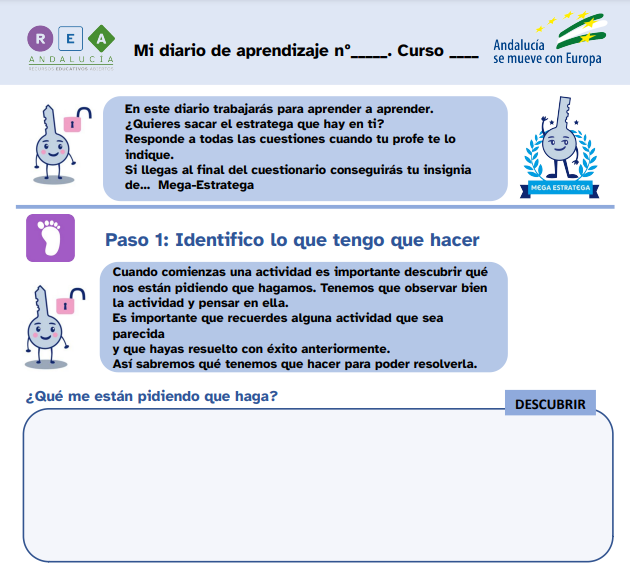 R E A
ANDALUCÍA
RECURSOS EDUCATIVOS ABIERTOS
Mi diario de aprendizaje nº_____. Curso ____
Andalucía
se mueve con Europa
En este diario trabajarás para aprender a aprender.
¿Quieres sacar el estratega que hay en ti?
Responde a todas las cuestiones cuando tu profe te lo
indique.
Si llegas al final del cuestionario conseguirás tu insignia
de... Mega-Estratega
MEGA ESTRATEGA
Paso 1: Identifico lo que tengo que hacer
Cuando comienzas una actividad es importante descubrir qué
nos están pidiendo que hagamos. Tenemos que observar bien
la actividad y pensar en ella.
Es importante que recuerdes alguna actividad que sea
parecida
y que hayas resuelto con éxito anteriormente.
Así sabremos qué tenemos que hacer para poder resolverla.
¿Qué me están pidiendo que haga?
DESCUBRIR